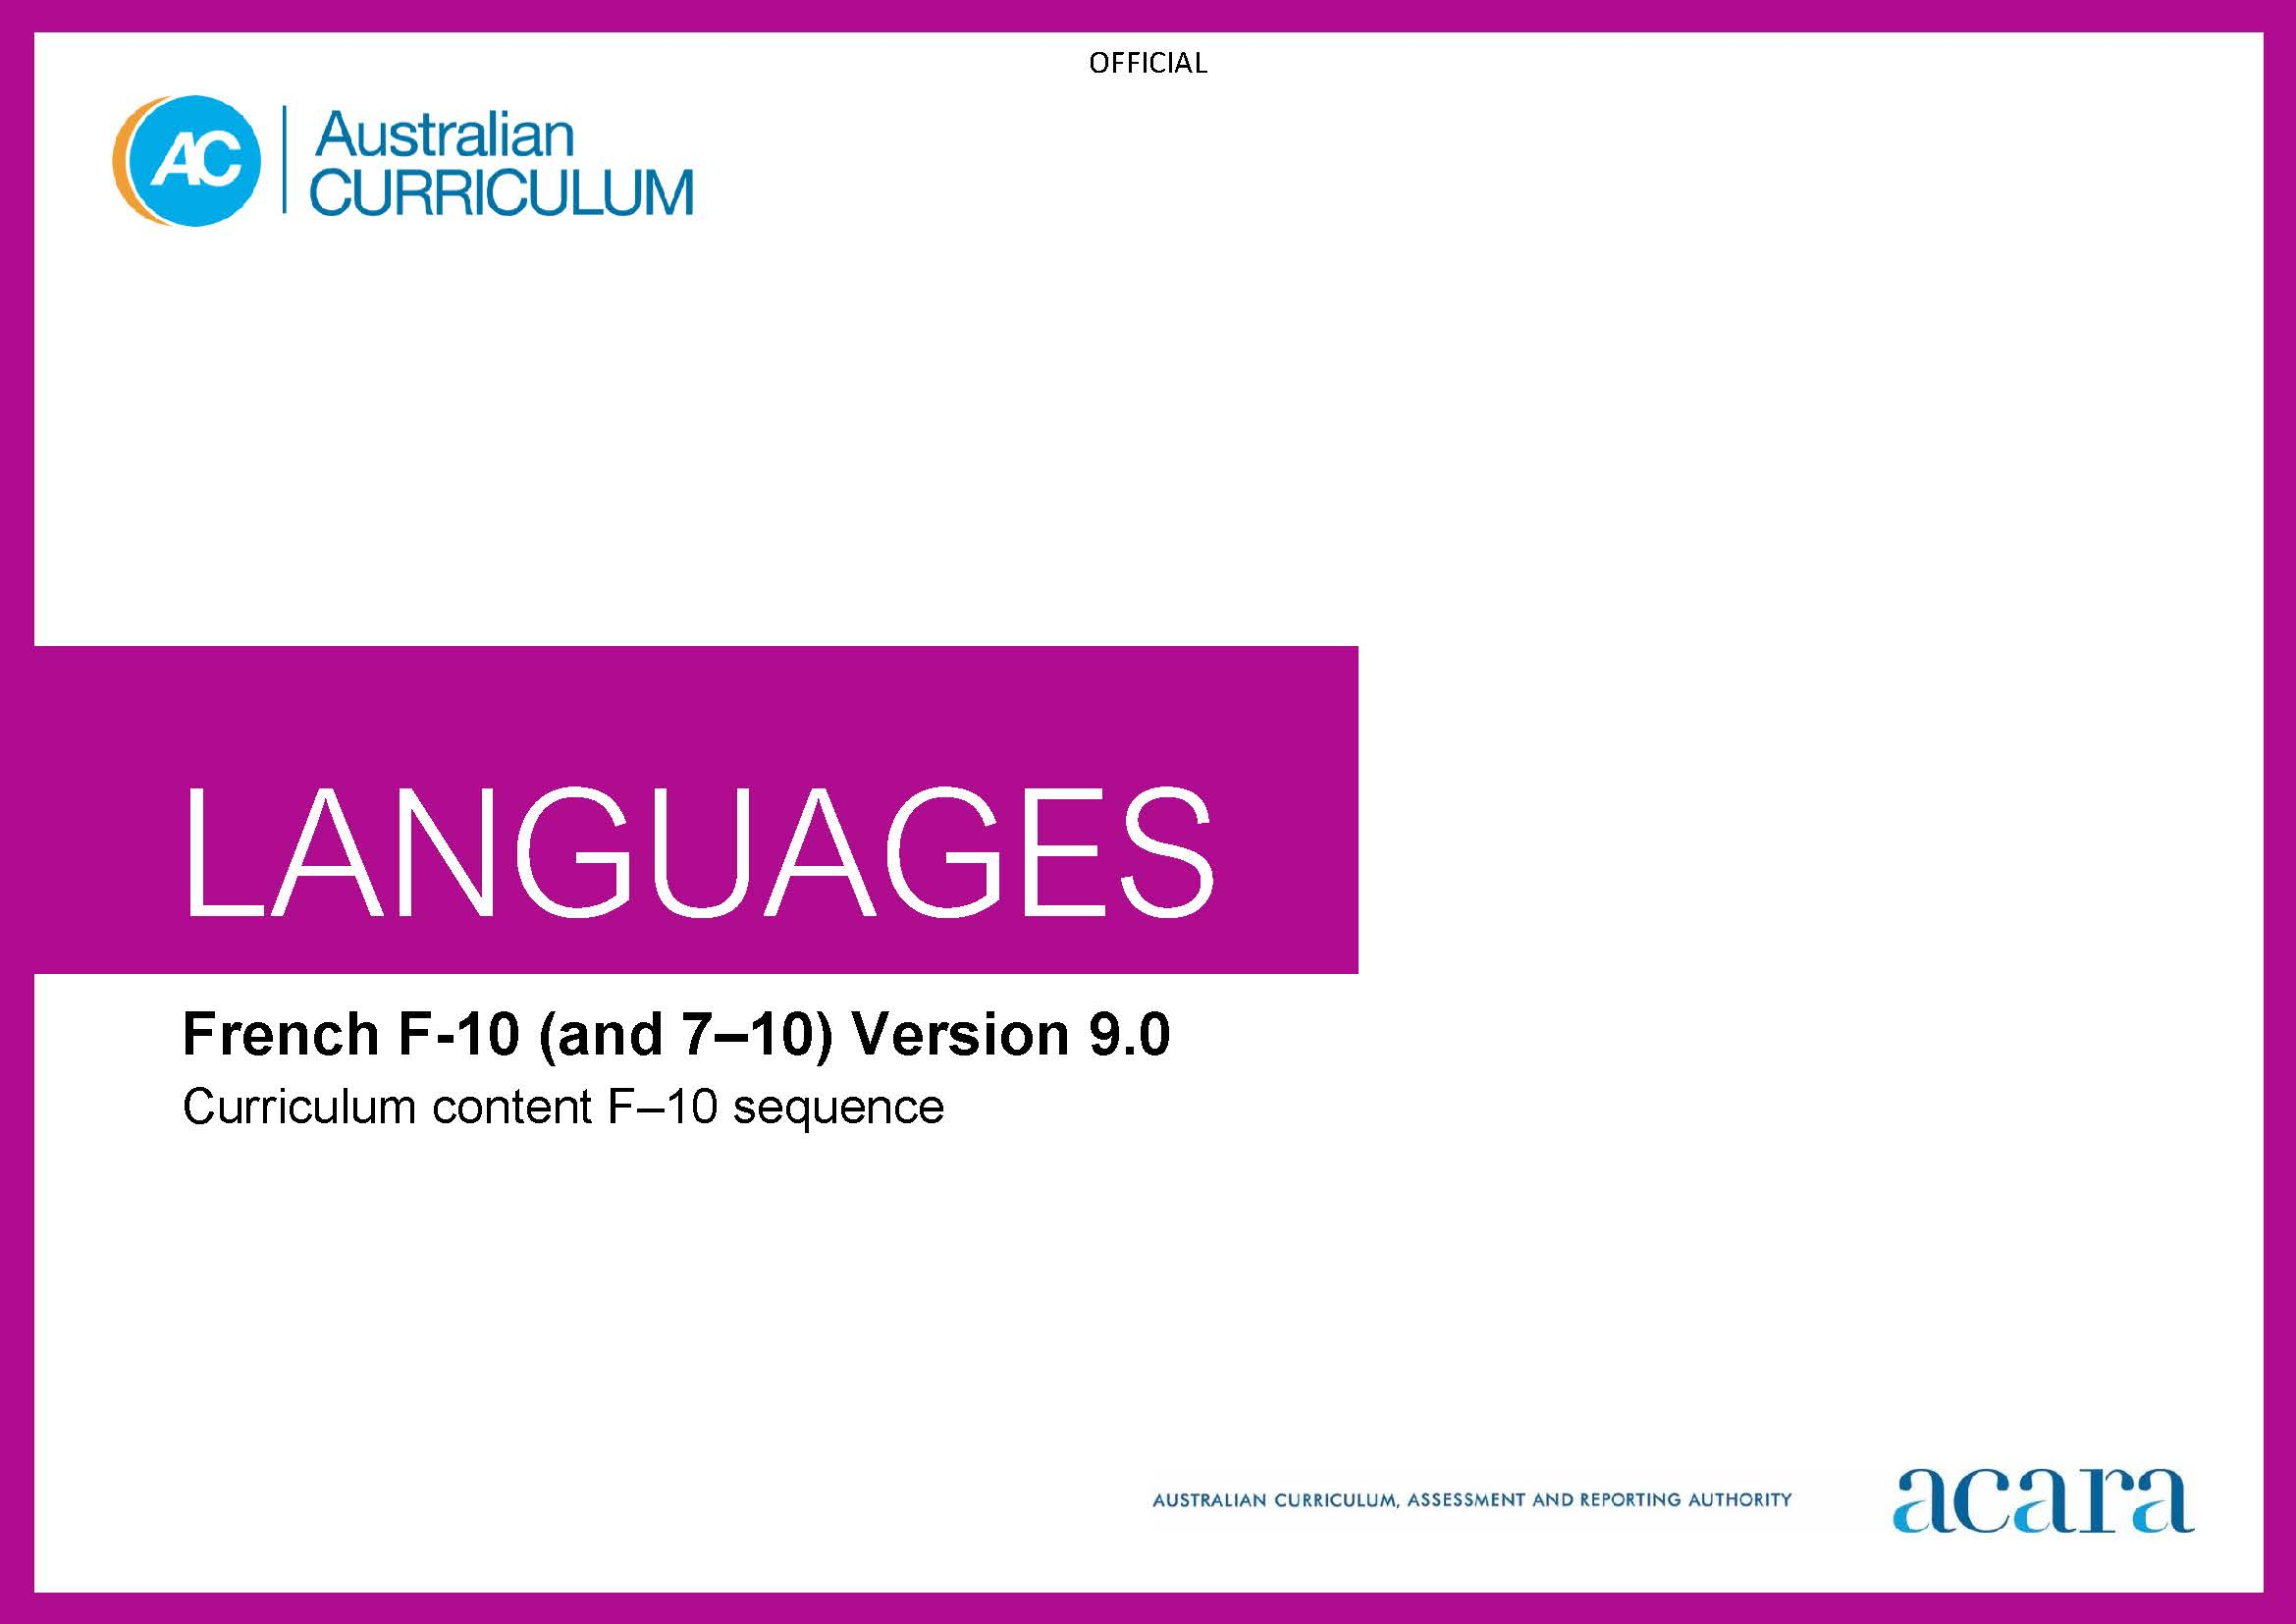 OFFICIAL
AC
Australian
CURRICULUM
LANGUAGES
French F-10 (and 7–10) Version 9.0
Curriculum content F–10 sequence
AUSTRALIAN CURRICULUM, ASSESSMENT AND REPORTING AUTHORITY
acara